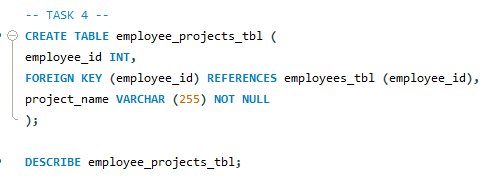 -- TASK 4 --
CREATE TABLE employee_projects_tbl (
employee_id INT,
FOREIGN KEY (employee_id) REFERENCES employees_tbl (employee_id),
project_name VARCHAR (255) NOT NULL
);
DESCRIBE employee_projects_tbl;